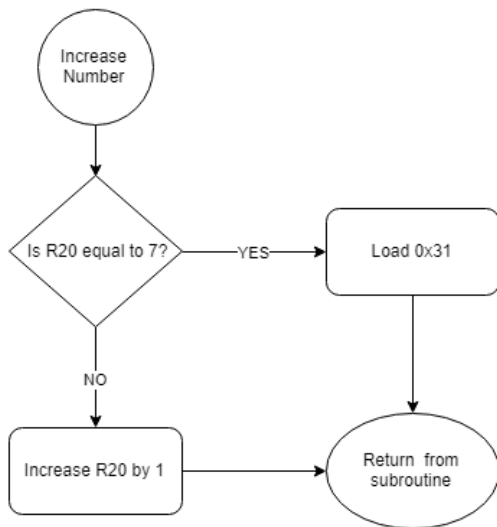 Increase
Number
Is R20 equal to 7?
YES
Load 0x31
NO
Increase R20 by 1
Return from
subroutine